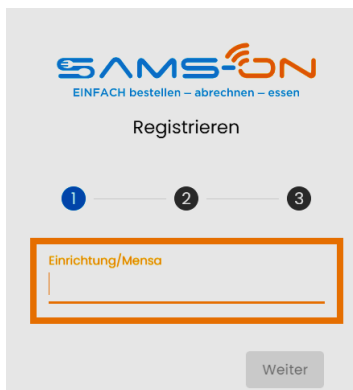 SAMS-ON
EINFACH bestellen – abrechnen – essen
Registrieren
1 2 3
Einrichtung/Mensa
Weiter